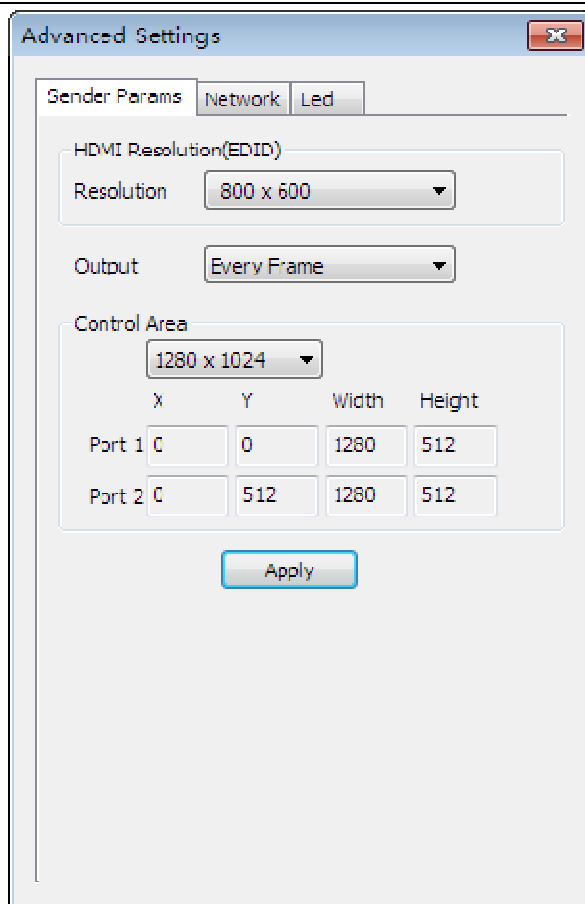 Advanced Settings
Sender Params Network Led
HDMI Resolution(EDID)
Resolution 800 x 600
Output Every Frame
Control Area
1280 x 1024
X Y Width Height
Port 1 0 0 1280 512
Port 2 0 512 1280 512
Apply